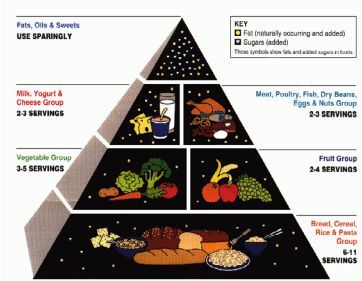 Fats, Oils & Sweets
USE SPARINGLY
KEY
Fat (naturally occurring and added)
Sugars (added)
These symbols show fats and added sugars in foods.
Milk, Yogurt &
Cheese Group
2-3 SERVINGS
Meat, Poultry, Fish, Dry Beans,
Eggs & Nuts Group
2-3 SERVINGS
Vegetable Group
3-5 SERVINGS
Fruit Group
2-4 SERVINGS
Bread, Cereal,
Rice & Pasta
Group
6-11
SERVINGS